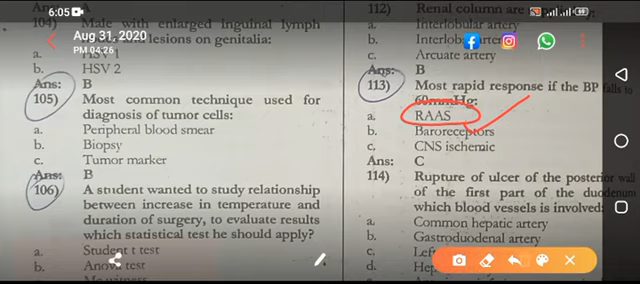 6:05
Aug 31, 2020
PM 04:26
A
104) Male with enlarged inguinal lymph
lesions on genitalia:
a. HSV 1
b. HSV 2
Ans: B
105) Most common technique used for
diagnosis of tumor cells:
a. Peripheral blood smear
b. Biopsy
c. Tumor marker
Ans: B
106) A student wanted to study relationship
between increase in temperature and
duration of surgery, to evaluate results
which statistical test he should apply?
a. Student t test
b. Anova test
112) Renal column are
a. Interlobular artery
b.
c. Arcuate artery
Ans: B
113) Most rapid response if the BP falls to
60mmHg:
a. RAAS
b. Baroreceptors
c. CNS ischemic
Ans: C
114) Rupture of ulcer of the posterior wall
of the first part of the duodenum
which blood vessels is involved:
a. Common hepatic artery
b. Gastroduodenal artery
c.
d.